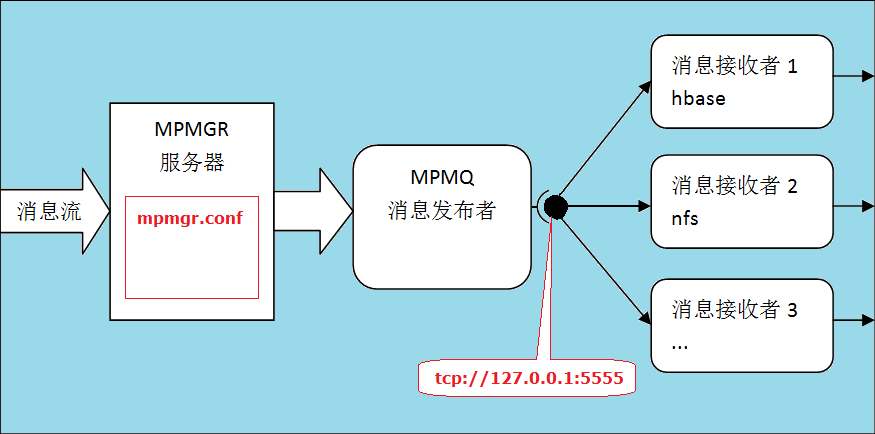 消息流
MPMGR
服务器
mpmgr.conf
MPMQ
消息发布者
tcp://127.0.0.1:5555
消息接收者 1
hbase
消息接收者 2
nfs
消息接收者 3
...